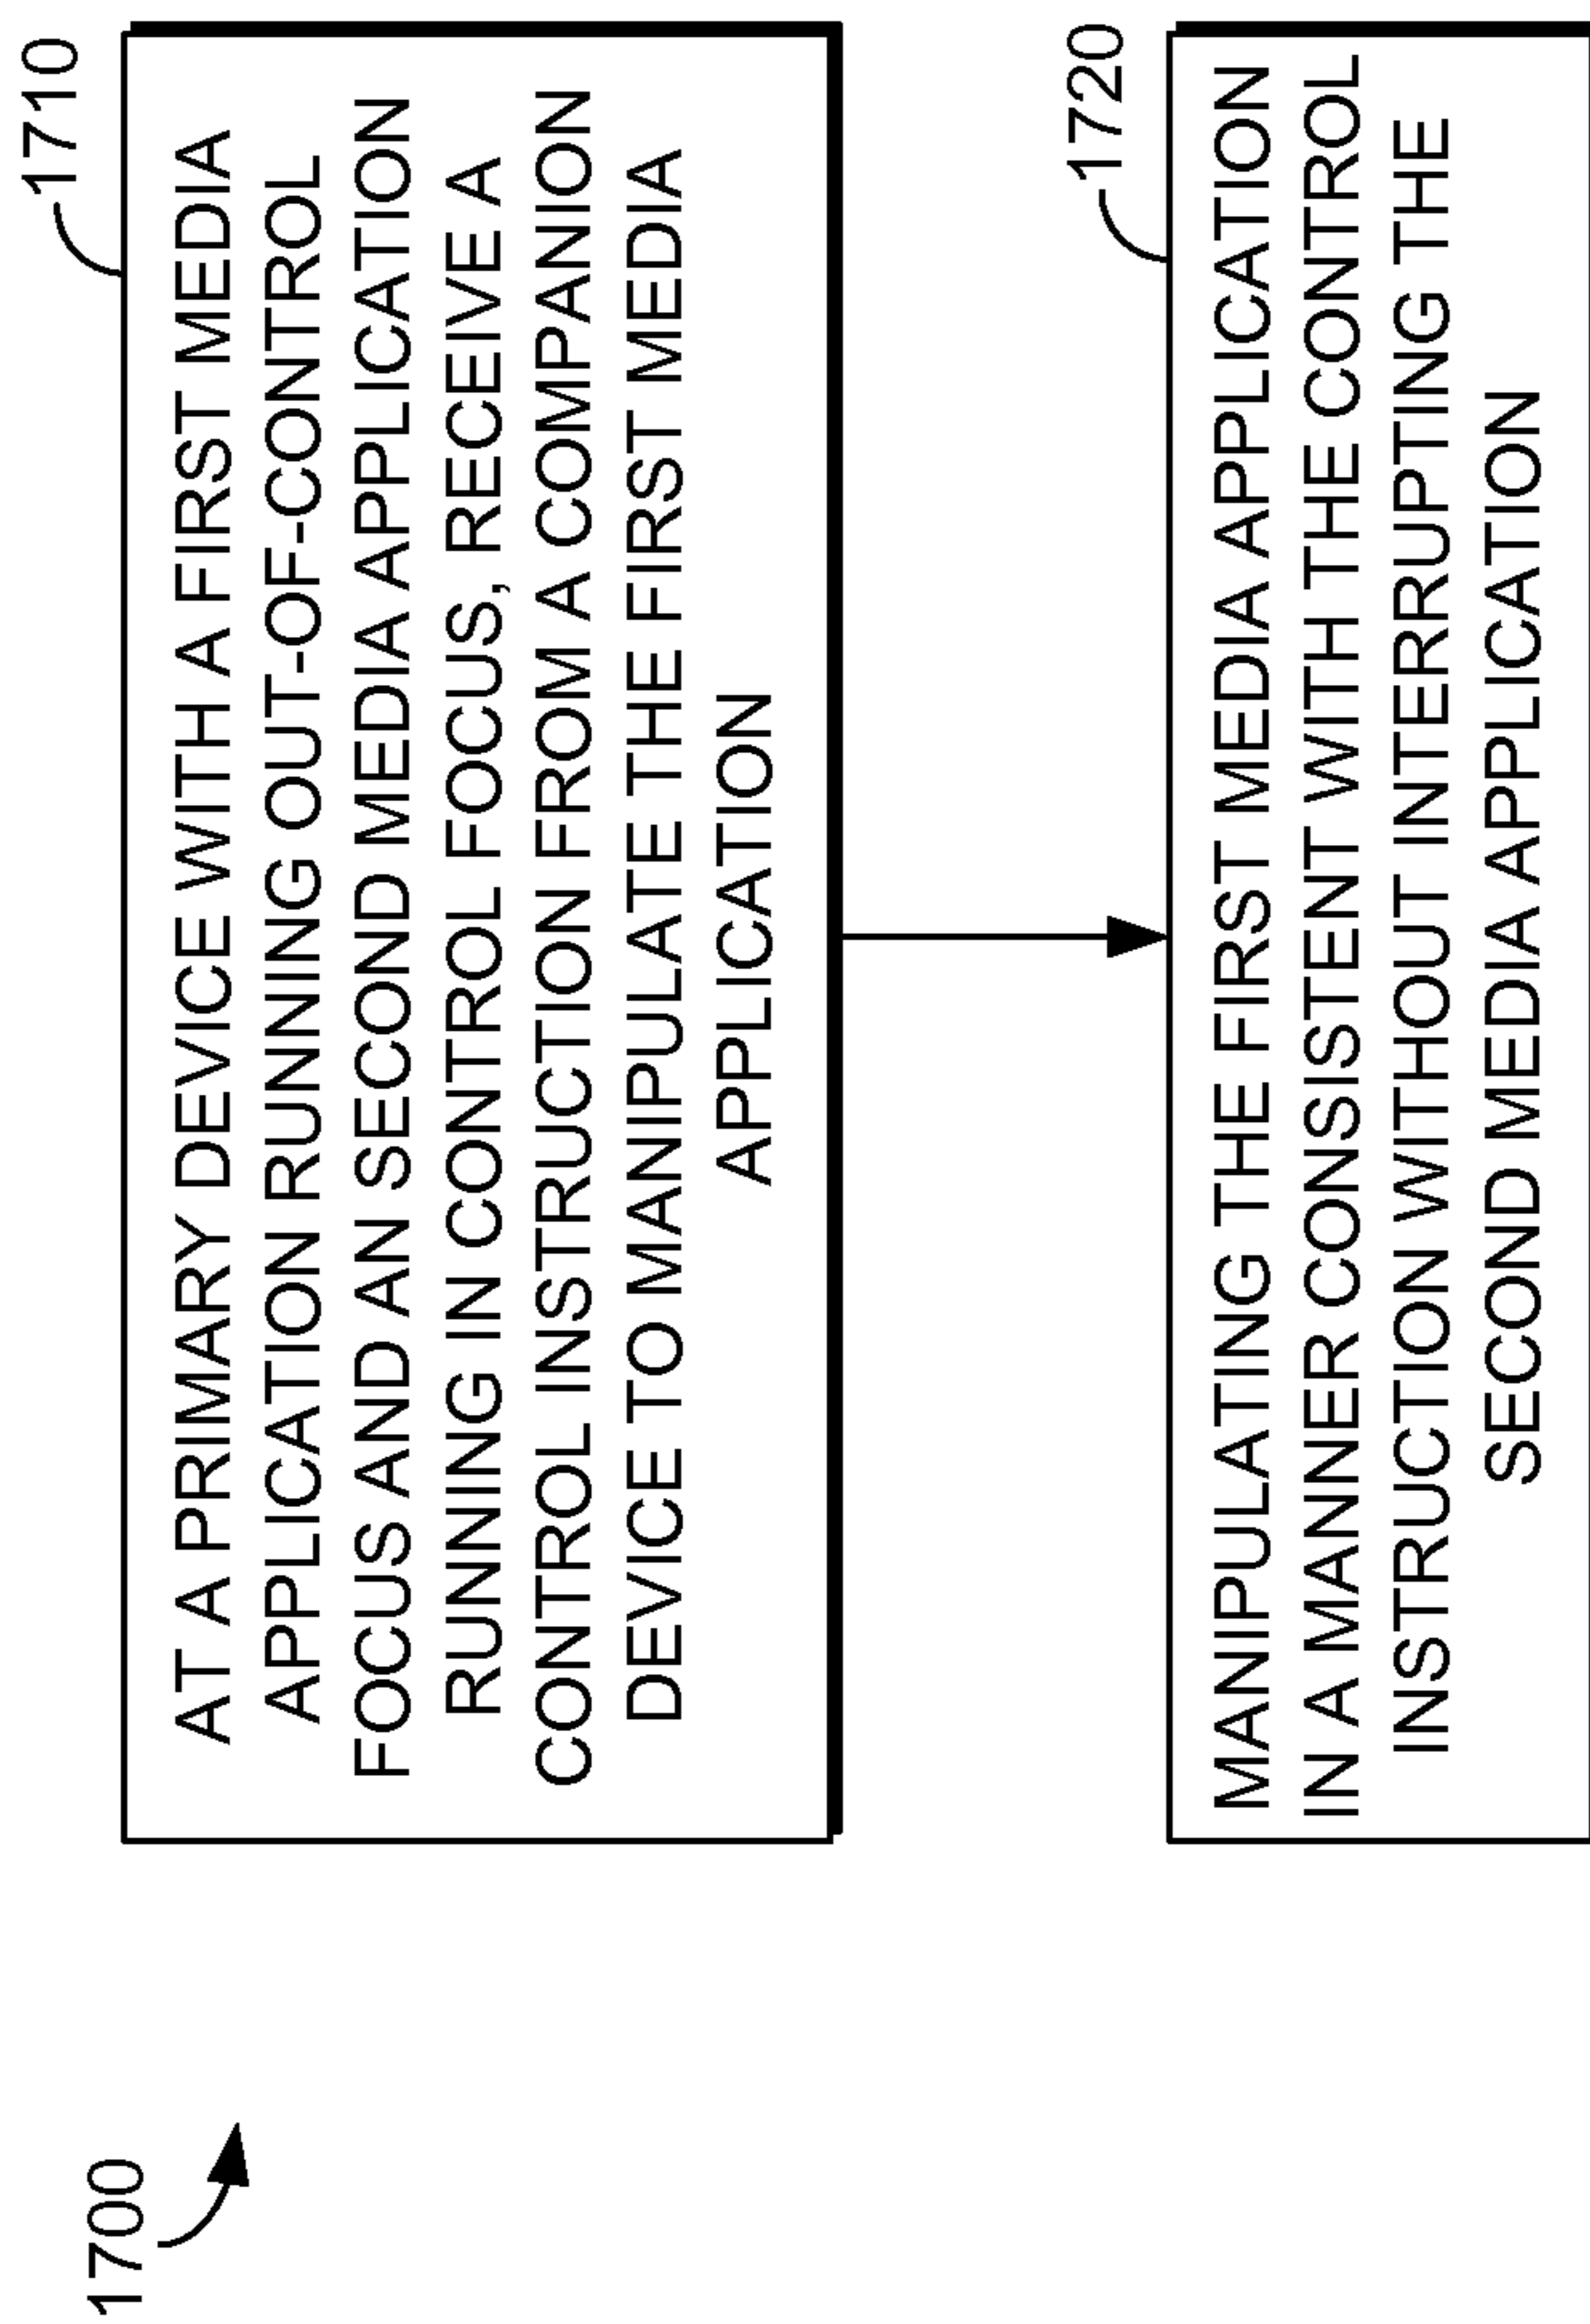 1700
1710
AT A PRIMARY DEVICE WITH A FIRST MEDIA
APPLICATION RUNNING OUT-OF-CONTROL
FOCUS AND AN SECOND MEDIA APPLICATION
RUNNING IN CONTROL FOCUS, RECEIVE A
CONTROL INSTRUCTION FROM A COMPANION
DEVICE TO MANIPULATE THE FIRST MEDIA
APPLICATION
1720
MANIPULATING THE FIRST MEDIA APPLICATION
IN A MANNER CONSISTENT WITH THE CONTROL
INSTRUCTION WITHOUT INTERRUPTING THE
SECOND MEDIA APPLICATION